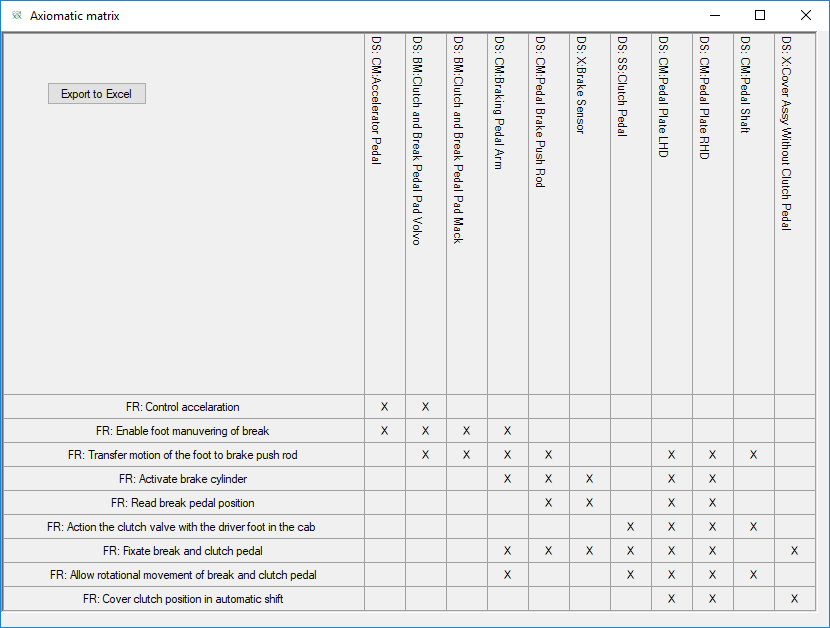 Axiomatic matrix
Export to Excel
DS: CM:Accelerator Pedal
DS: BM:Clutch and Break Pedal Pad Volvo
DS: BM:Clutch and Break Pedal Pad Mack
DS: CM:Braking Pedal Arm
DS: CM:Pedal Brake Push Rod
DS: X:Brake Sensor
DS: SS:Clutch Pedal
DS: CM:Pedal Plate LHD
DS: CM:Pedal Plate RHD
DS: CM:Pedal Shaft
DS: X:Cover Assy Without Clutch Pedal
FR: Control accelaration X X
FR: Enable foot manuvering of break X X X X
FR: Transfer motion of the foot to brake push rod X X X X X X X
FR: Activate brake cylinder X X X X X
FR: Read break pedal position X X X X
FR: Action the clutch valve with the driver foot in the cab X X X X
FR: Fixate break and clutch pedal X X X X X X X
FR: Allow rotational movement of break and clutch pedal X X X X X
FR: Cover clutch position in automatic shift X X X